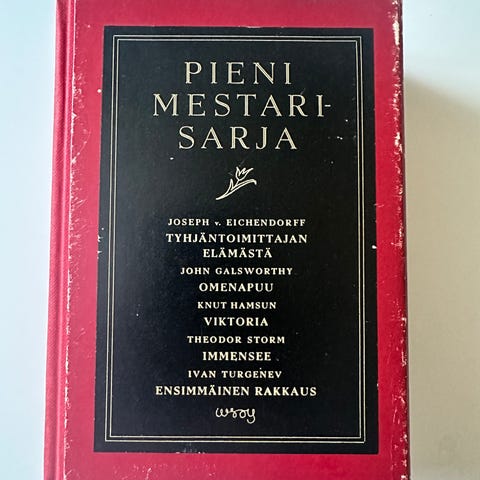 PIENI
MESTARI-
SARJA
JOSEPH v. EICHENDORFF
TYHJÄNTOIMITTAJAN
ELÄMÄSTÄ
JOHN GALSWORTHY
OMENAPUU
KNUT HAMSUN
VIKTORIA
THEODOR STORM
IMMENSEE
IVAN TURGENEV
ENSIMMÄINEN RAKKAUS
wsoy